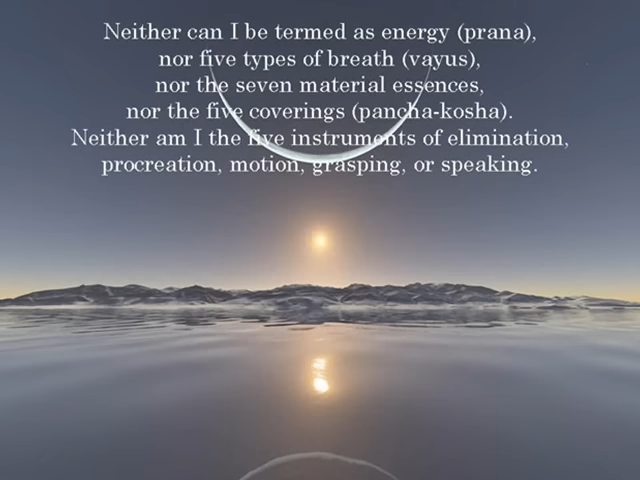 Neither can I be termed as energy (prana),
nor five types of breath (vayus),
nor the seven material essences,
nor the five coverings (pancha-kosha).
Neither am I the five instruments of elimination,
procreation, motion, grasping, or speaking.